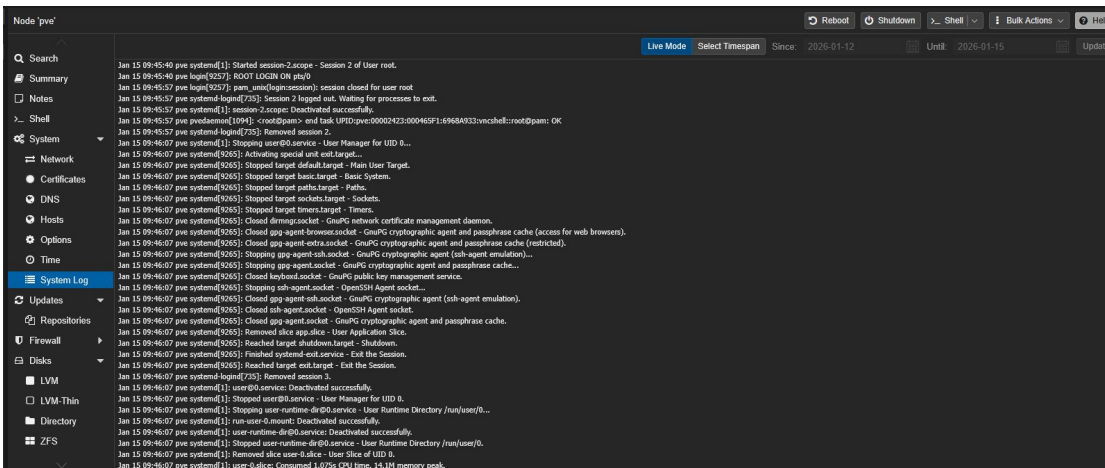 Node 'pve'
Reboot
Shutdown
>_ Shell
Bulk Actions
Hel
Live Mode
Select Timespan
Since:
2026-01-12
Until:
2026-01-15
Updat
Search
Summary
Notes
>_ Shell
System
Network
Certificates
DNS
Hosts
Options
Time
System Log
Updates
Repositories
Firewall
Disks
LVM
LVM-Thin
Directory
ZFS
Jan 15 09:45:40 pve systemd[1]: Started session-2.scope - Session 2 of User root.
Jan 15 09:45:40 pve login[9257]: ROOT LOGIN ON pts/0
Jan 15 09:45:57 pve login[9257]: pam_unix(login:session): session closed for user root
Jan 15 09:45:57 pve systemd-logind[735]: Session 2 logged out. Waiting for processes to exit.
Jan 15 09:45:57 pve systemd[1]: session-2.scope: Deactivated successfully.
Jan 15 09:45:57 pve pvedaemon[1094]: <root@pam> end task UPID:pve:00002423:000465F1:6968A933:vncshell::root@pam: OK
Jan 15 09:45:57 pve systemd-logind[735]: Removed session 2.
Jan 15 09:46:07 pve systemd[1]: Stopping user@0.service - User Manager for UID 0...
Jan 15 09:46:07 pve systemd[9265]: Activating special unit exit.target...
Jan 15 09:46:07 pve systemd[9265]: Stopped target default.target - Main User Target.
Jan 15 09:46:07 pve systemd[9265]: Stopped target basic.target - Basic System.
Jan 15 09:46:07 pve systemd[9265]: Stopped target paths.target - Paths.
Jan 15 09:46:07 pve systemd[9265]: Stopped target sockets.target - Sockets.
Jan 15 09:46:07 pve systemd[9265]: Stopped target timers.target - Timers.
Jan 15 09:46:07 pve systemd[9265]: Closed dirmngr.socket - GnuPG network certificate management daemon.
Jan 15 09:46:07 pve systemd[9265]: Closed gpg-agent-browser.socket - GnuPG cryptographic agent and passphrase cache (access for web browsers).
Jan 15 09:46:07 pve systemd[9265]: Closed gpg-agent-extra.socket - GnuPG cryptographic agent and passphrase cache (restricted).
Jan 15 09:46:07 pve systemd[9265]: Stopping gpg-agent-ssh.socket - GnuPG cryptographic agent (ssh-agent emulation)...
Jan 15 09:46:07 pve systemd[9265]: Stopping gpg-agent.socket - GnuPG cryptographic agent and passphrase cache...
Jan 15 09:46:07 pve systemd[9265]: Closed keyboxd.socket - GnuPG public key management service.
Jan 15 09:46:07 pve systemd[9265]: Stopping ssh-agent.socket - OpenSSH Agent socket...
Jan 15 09:46:07 pve systemd[9265]: Closed gpg-agent-ssh.socket - GnuPG cryptographic agent (ssh-agent emulation).
Jan 15 09:46:07 pve systemd[9265]: Closed ssh-agent.socket - OpenSSH Agent socket.
Jan 15 09:46:07 pve systemd[9265]: Closed gpg-agent.socket - GnuPG cryptographic agent and passphrase cache.
Jan 15 09:46:07 pve systemd[9265]: Removed slice app.slice - User Application Slice.
Jan 15 09:46:07 pve systemd[9265]: Reached target shutdown.target - Shutdown.
Jan 15 09:46:07 pve systemd[9265]: Finished systemd-exit.service - Exit the Session.
Jan 15 09:46:07 pve systemd[9265]: Reached target exit.target - Exit the Session.
Jan 15 09:46:07 pve systemd-logind[735]: Removed session 3.
Jan 15 09:46:07 pve systemd[1]: user@0.service: Deactivated successfully.
Jan 15 09:46:07 pve systemd[1]: Stopped user@0.service - User Manager for UID 0.
Jan 15 09:46:07 pve systemd[1]: Stopping user-runtime-dir@0.service - User Runtime Directory /run/user/0...
Jan 15 09:46:07 pve systemd[1]: run-user-0.mount: Deactivated successfully.
Jan 15 09:46:07 pve systemd[1]: user-runtime-dir@0.service: Deactivated successfully.
Jan 15 09:46:07 pve systemd[1]: Stopped user-runtime-dir@0.service - User Runtime Directory /run/user/0.
Jan 15 09:46:07 pve systemd[1]: Removed slice user-0.slice - User Slice of UID 0.
Jan 15 09:46:07 pve systemd[1]: user-0.slice: Consumed 1.075s CPU time, 14.1M memory peak.